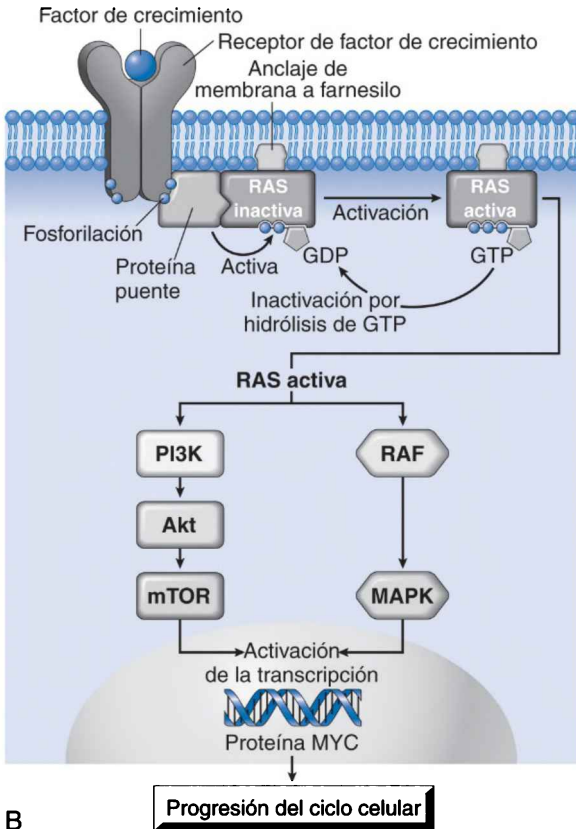 Factor de crecimiento
Receptor de factor de crecimiento
Anclaje de
membrana a farnesilo
RAS
inactiva
Activación
RAS
activa
Fosforilación
Proteína
puente
Activa
GDP
GTP
Inactivación por
hidrólisis de GTP
RAS activa
PI3K
RAF
Akt
mTOR
MAPK
Activación
de la transcripción
Proteína MYC
Progresión del ciclo celular
B